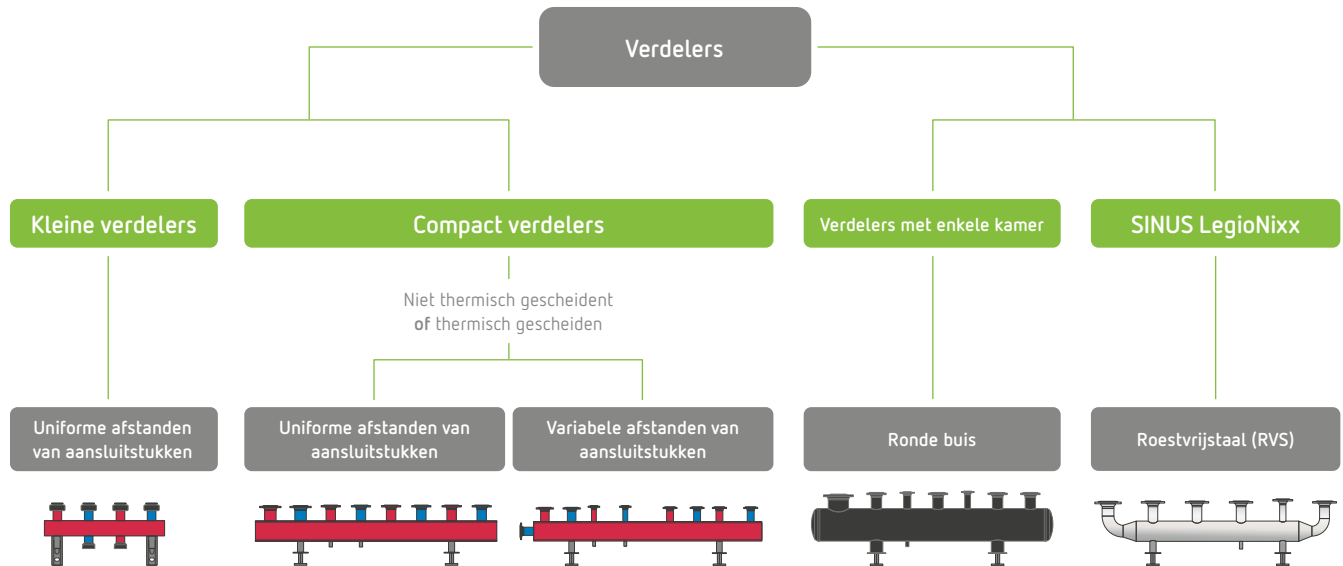 Verdelers
Kleine verdelers
Compact verdelers
Verdelers met enkele kamer
SINUS LegioNixx
Niet thermisch gescheident
of thermisch gescheiden
Uniforme afstanden
van aansluitstukken
Uniforme afstanden van
aansluitstukken
Variabele afstanden van
aansluitstukken
Ronde buis
Roestvrijstaal (RVS)